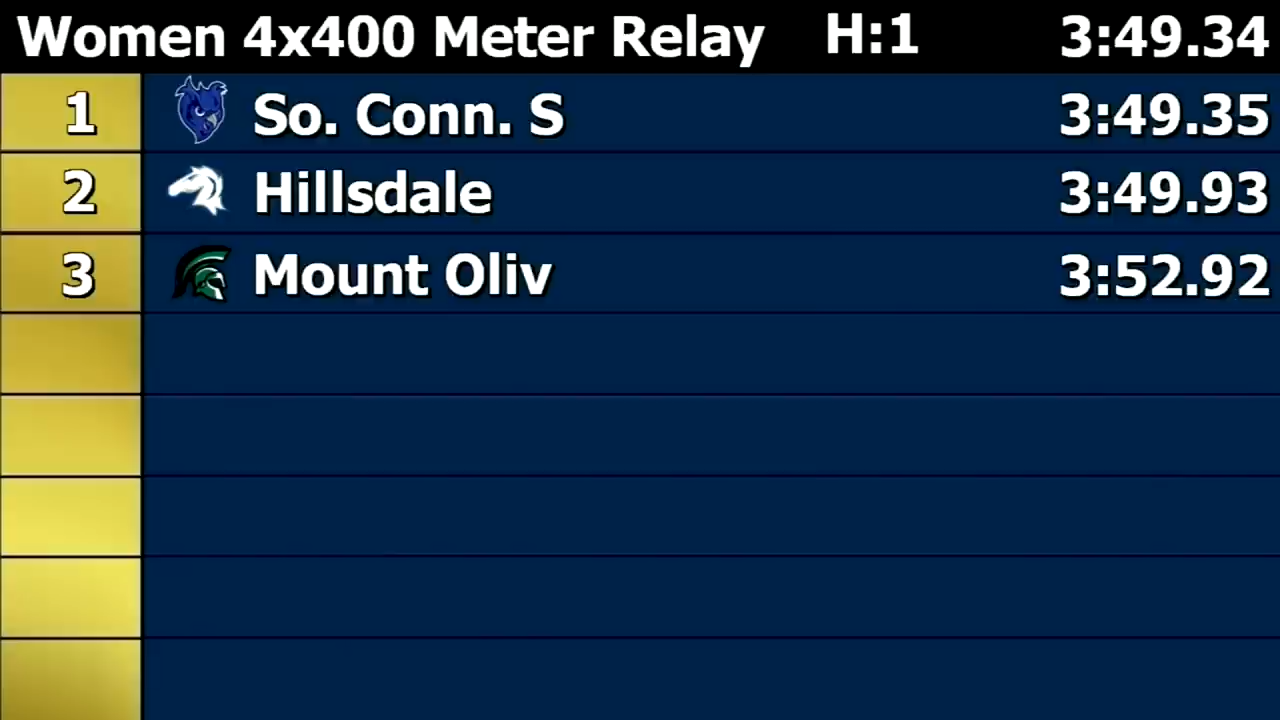 Women 4x400 Meter Relay H:1 3:49.34
1 So. Conn. S 3:49.35
2 Hillsdale 3:49.93
3 Mount Oliv 3:52.92